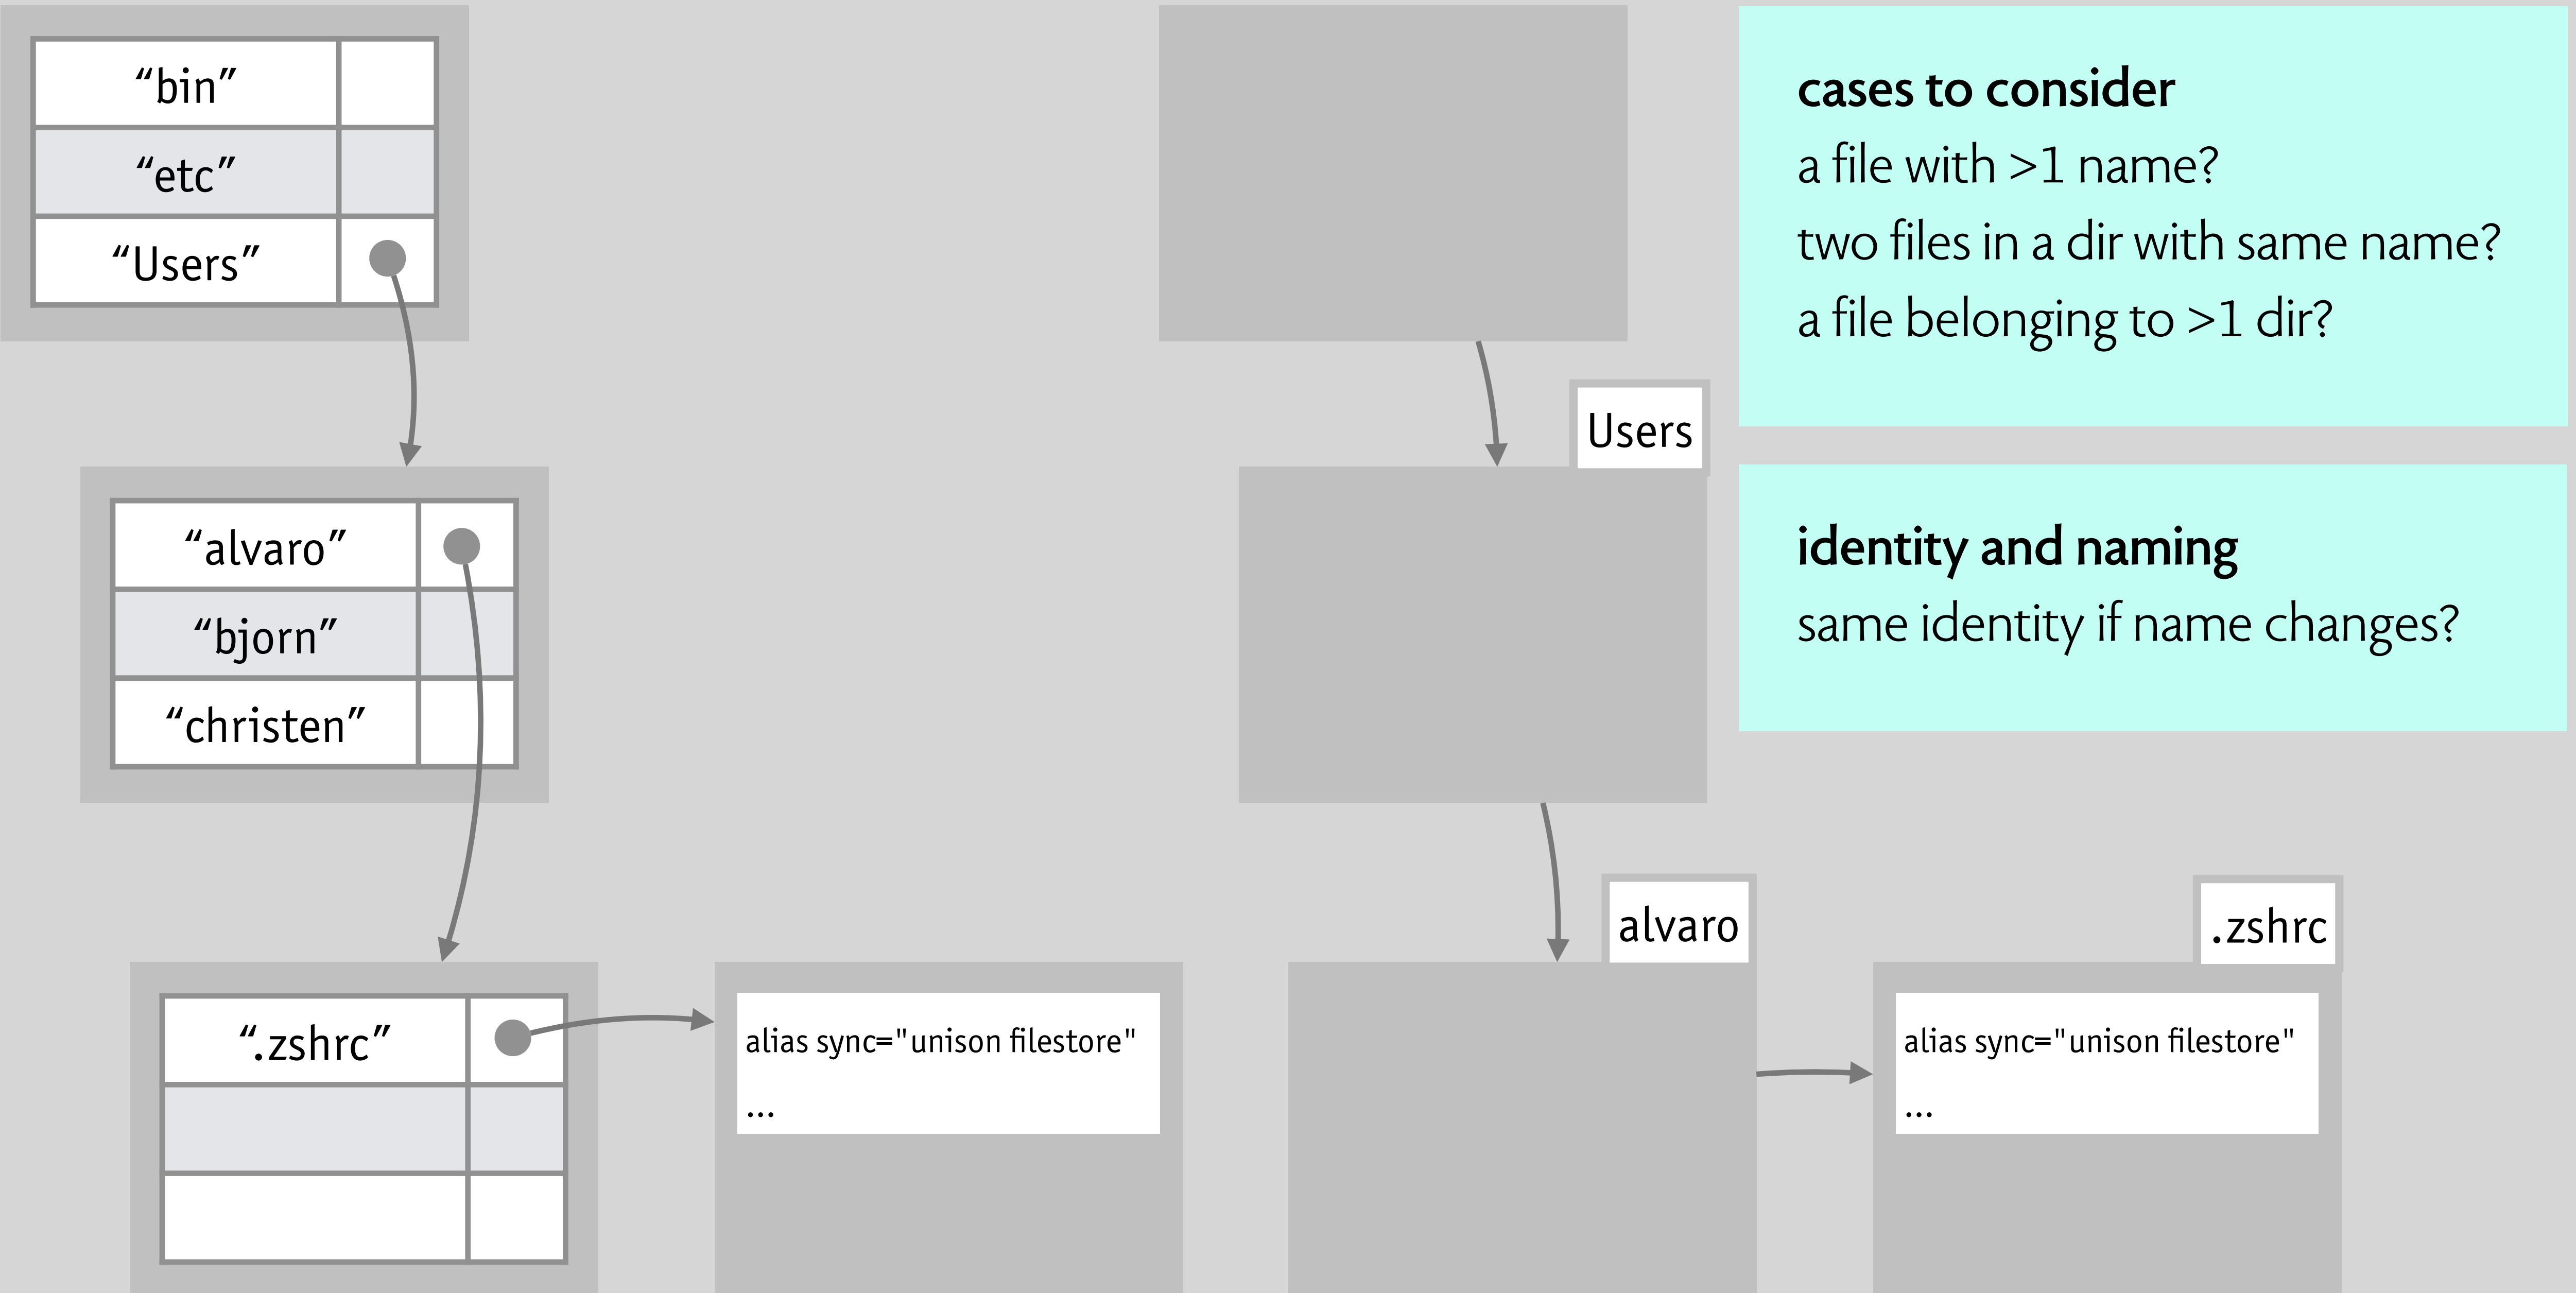 “bin”
“etc”
“Users”
“alvaro”
“bjorn”
“christen”
“.zshrc”
alias sync="unison filestore"
...
Users
alvaro
.zshrc
alias sync="unison filestore"
...
cases to consider
a file with >1 name?
two files in a dir with same name?
a file belonging to >1 dir?
identity and naming
same identity if name changes?